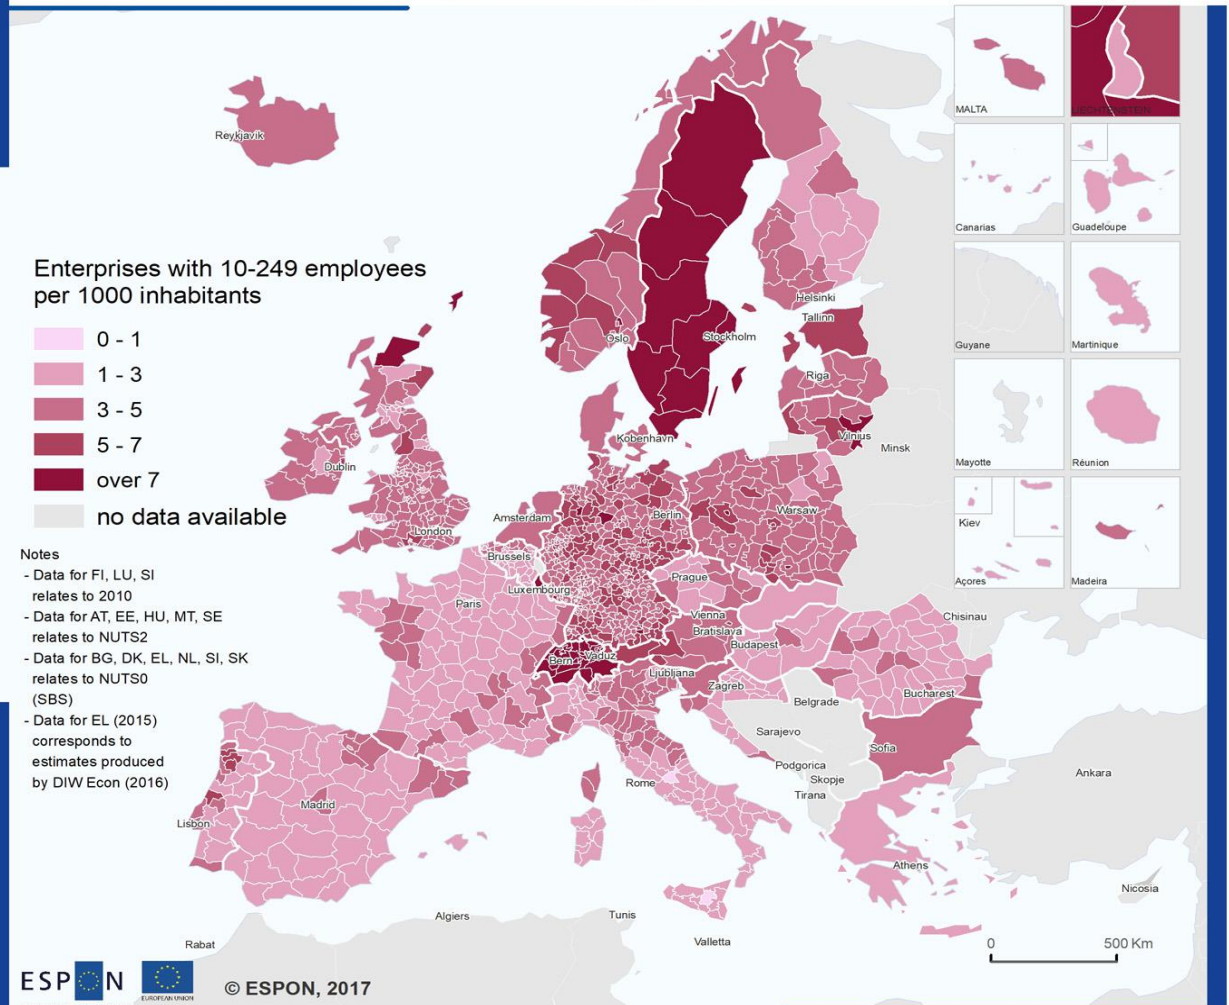 Enterprises with 10-249 employees
per 1000 inhabitants
0 - 1
1 - 3
3 - 5
5 - 7
over 7
no data available
Notes
- Data for FI, LU, SI
relates to 2010
- Data for AT, EE, HU, MT, SE
relates to NUTS2
- Data for BG, DK, EL, NL, SI, SK
relates to NUTS0
(SBS)
- Data for EL (2015)
corresponds to
estimates produced
by DIW Econ (2016)
Reykjavik
Oslo
Stockholm
Helsinki
Tallinn
Riga
Vilnius
Minsk
København
Dublin
London
Amsterdam
Berlin
Warsaw
Brussels
Luxembourg
Paris
Prague
Vienna
Bratislava
Budapest
Chisinau
Bern
Vaduz
Ljubljana
Zagreb
Belgrade
Bucharest
Sarajevo
Sofia
Podgorica
Skopje
Tirana
Rome
Madrid
Lisbon
Ankara
Athens
Nicosia
Algiers
Tunis
Rabat
Valletta
MALTA
LIECHTENSTEIN
Canarias
Guadeloupe
Guyane
Martinique
Mayotte
Réunion
Kiev
Açores
Madeira
0 500 Km
ESPON
EUROPEAN UNION
© ESPON, 2017